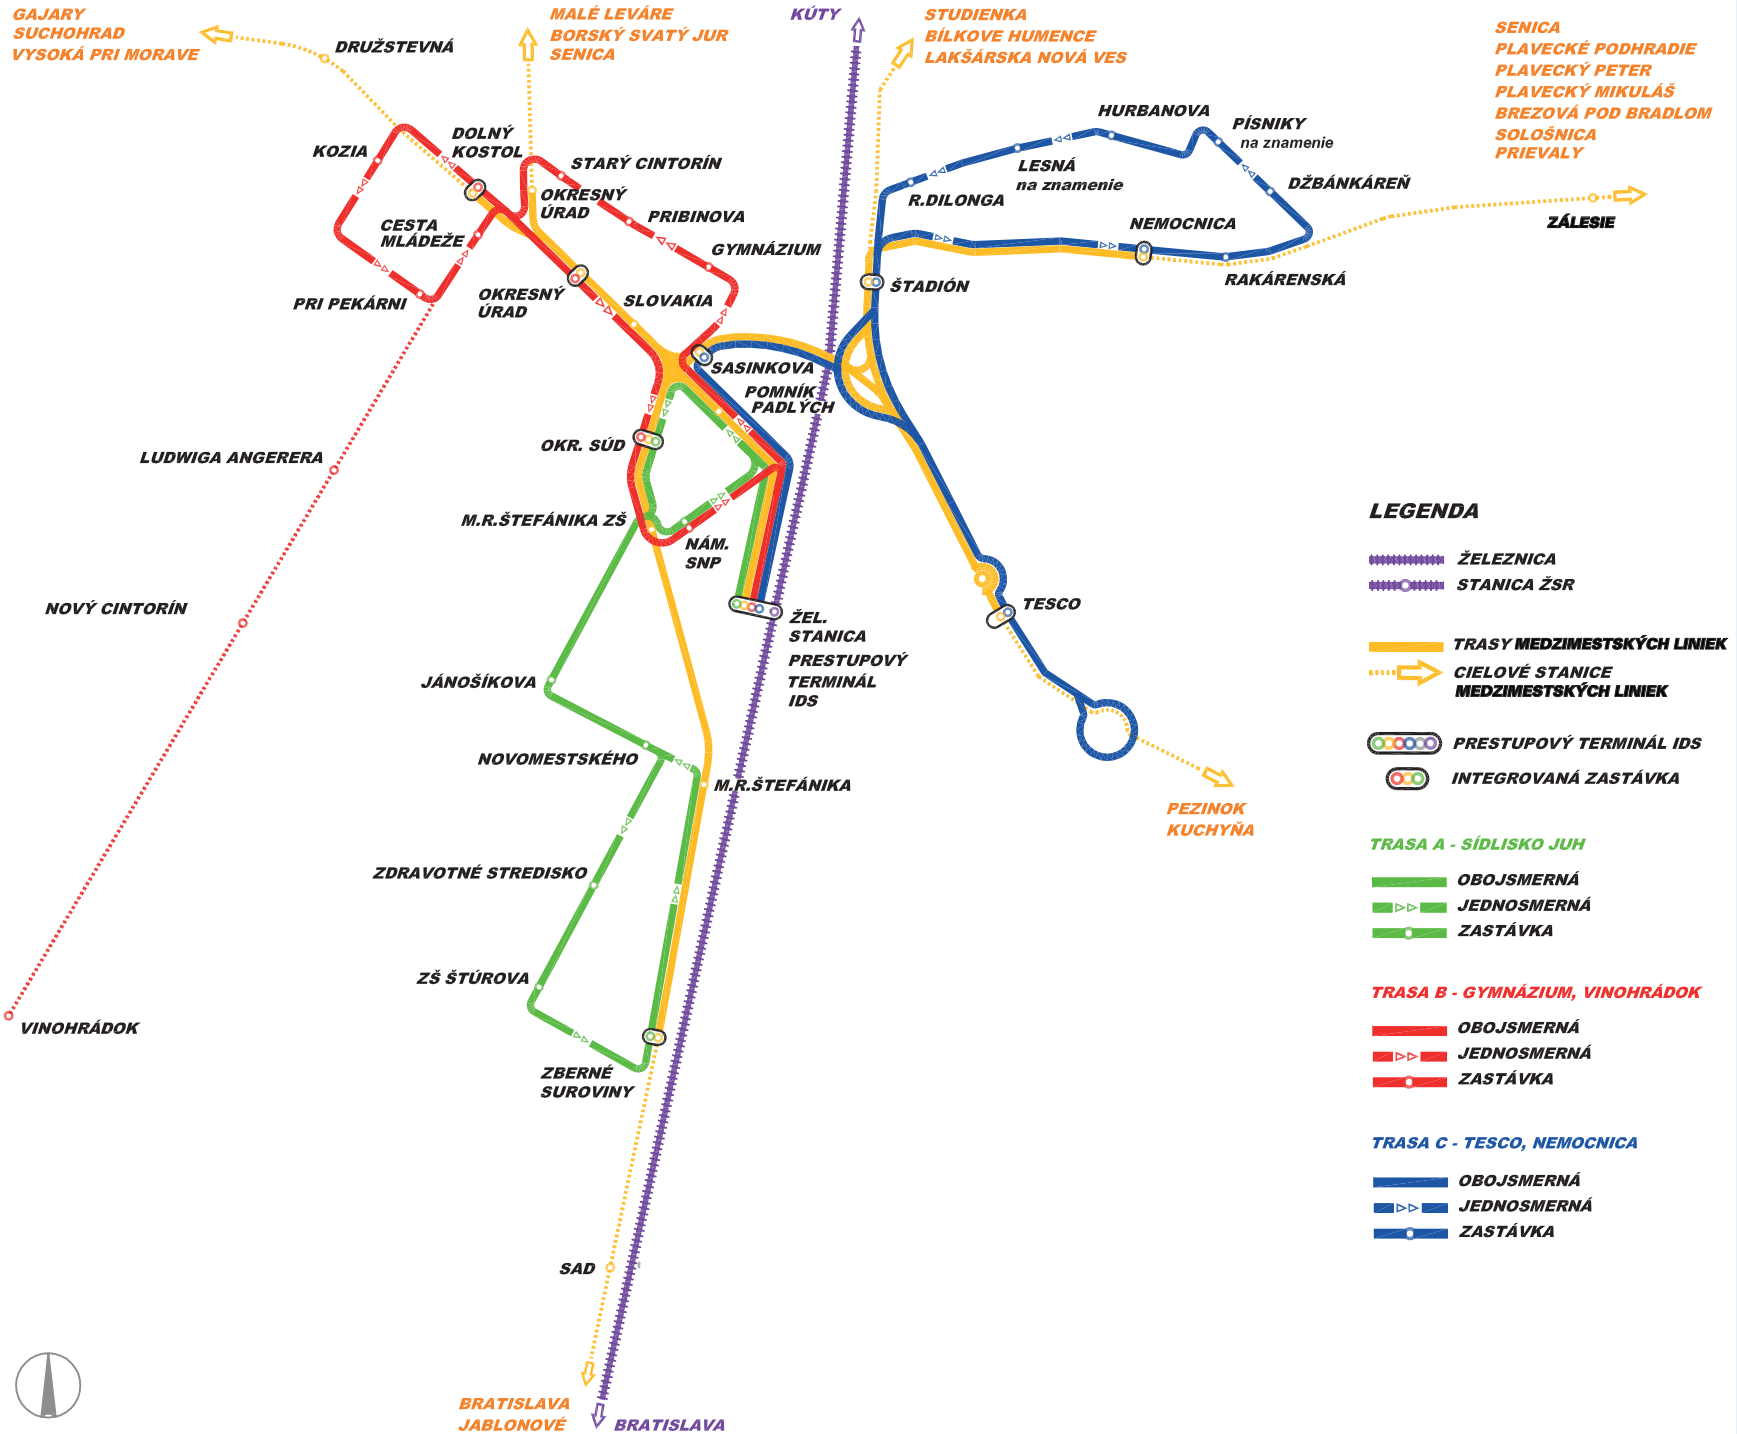 GAJARY
SUCHOHRAD
VYSOKÁ PRI MORAVE
DRUŽSTEVNÁ
MALÉ LEVÁRE
BORSKÝ SVATÝ JUR
SENICA
KÚTY
STUDIENKA
BÍLKOVE HUMENCE
LAKŠÁRSKA NOVÁ VES
SENICA
PLAVECKÉ PODHRADIE
PLAVECKÝ PETER
PLAVECKÝ MIKULÁŠ
BREZOVÁ POD BRADLOM
SOLOŠNICA
PRIEVALY
KOZIA
DOLNÝ
KOSTOL
STARÝ CINTORÍN
OKRESNÝ
ÚRAD
PRIBINOVA
GYMNÁZIUM
CESTA
MLÁDEŽE
PRI PEKÁRNI
OKRESNÝ
ÚRAD
SLOVAKIA
HURBANOVA
PÍSNIKY
na znamenie
LESNÁ
na znamenie
R.DILONGA
DŽBÁNKÁREŇ
NEMOCNICA
ZÁLESIE
RAKÁRENSKÁ
ŠTADIÓN
SASINKOVA
POMNÍK
PADLÝCH
OKR. SÚD
LUDWIGA ANGERERA
M.R.ŠTEFÁNIKA ZŠ
NÁM.
SNP
NOVÝ CINTORÍN
ŽEL.
STANICA
PRESTUPOVÝ
TERMINÁL
IDS
TESCO
JÁNOŠÍKOVA
NOVOMESTSKÉHO
M.R.ŠTEFÁNIKA
PEZINOK
KUCHYŇA
ZDRAVOTNÉ STREDISKO
ZŠ ŠTÚROVA
VINOHRÁDOK
ZBERNÉ
SUROVINY
SAD
BRATISLAVA
JABLONOVÉ
BRATISLAVA
LEGENDA
ŽELEZNICA
STANICA ŽSR
TRASY MEDZIMESTSKÝCH LINIEK
CIELOVÉ STANICE
MEDZIMESTSKÝCH LINIEK
PRESTUPOVÝ TERMINÁL IDS
INTEGROVANÁ ZASTÁVKA
TRASA A - SÍDLISKO JUH
OBOJSMERNÁ
JEDNOSMERNÁ
ZASTÁVKA
TRASA B - GYMNÁZIUM, VINOHRÁDOK
OBOJSMERNÁ
JEDNOSMERNÁ
ZASTÁVKA
TRASA C - TESCO, NEMOCNICA
OBOJSMERNÁ
JEDNOSMERNÁ
ZASTÁVKA